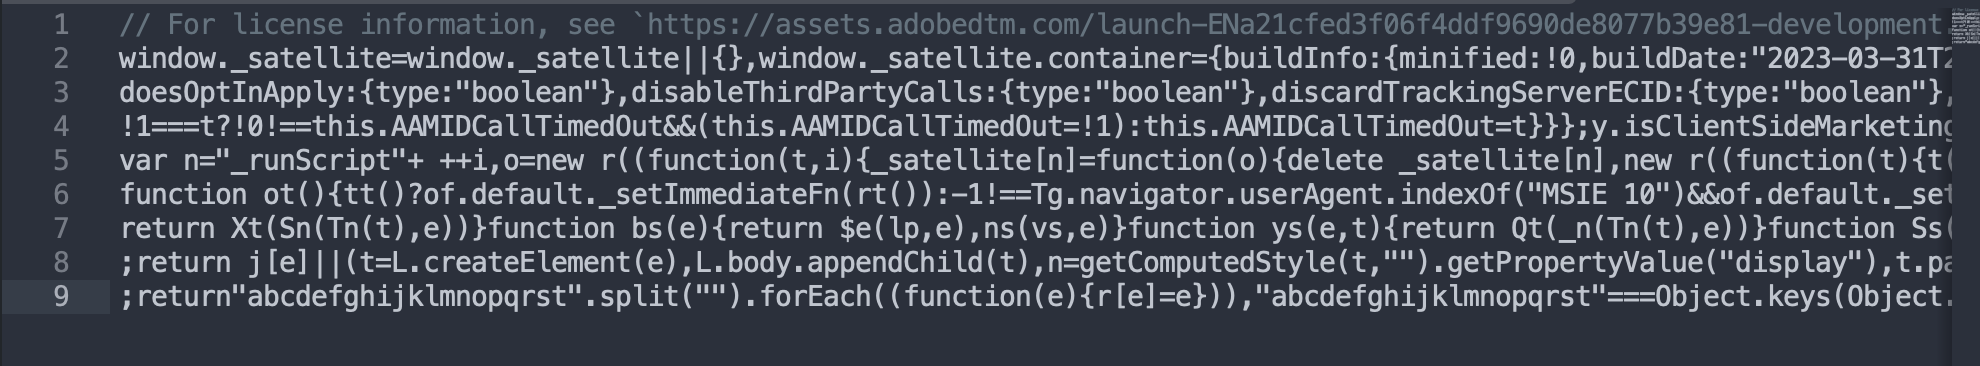 1 // For license information, see `https://assets.adobedtm.com/launch-ENa21cfed3f06f4ddf9690de8077b39e81-development
2 window._satellite=window._satellite||{},window._satellite.container={buildInfo:{minified:!0,buildDate:"2023-03-31T2
3 doesOptInApply:{type:"boolean"},disableThirdPartyCalls:{type:"boolean"},discardTrackingServerECID:{type:"boolean"},
4 !1===t?!0!==this.AAMIDCallTimedOut&&(this.AAMIDCallTimedOut=!1):this.AAMIDCallTimedOut=t}}};y.isClientSideMarketing
5 var n="_runScript"+ ++i,o=new r((function(t,i){_satellite[n]=function(o){delete _satellite[n],new r((function(t){t(
6 function ot(){tt()?of.default._setImmediateFn(rt()):-1!==Tg.navigator.userAgent.indexOf("MSIE 10")&&of.default._set
7 return Xt(Sn(Tn(t),e))}function bs(e){return $e(lp,e),ns(vs,e)}function ys(e,t){return Qt(_n(Tn(t),e))}function Ss(
8 ;return j[e]||(t=L.createElement(e),L.body.appendChild(t),n=getComputedStyle(t,"").getPropertyValue("display"),t.pa
9 ;return"abcdefghijklmnopqrst".split("").forEach((function(e){r[e]=e})),"abcdefghijklmnopqrst"===Object.keys(Object.